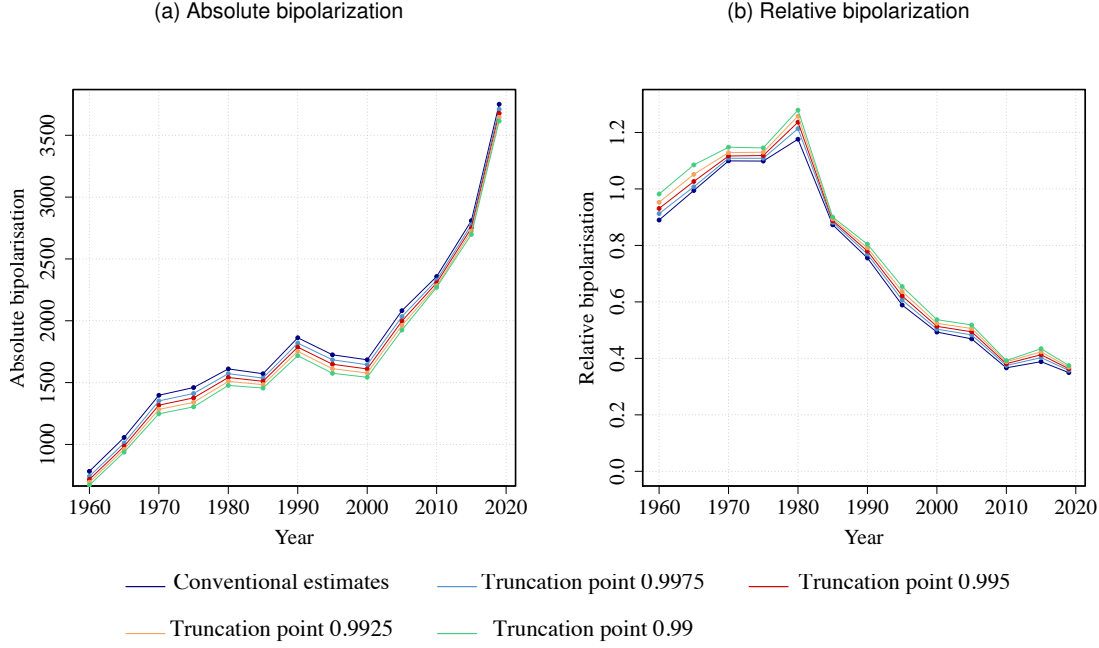 (a) Absolute bipolarization
(b) Relative bipolarization
Absolute bipolarisation
3500
3000
2500
2000
1500
1000
1960 1970 1980 1990 2000 2010 2020
Year
Relative bipolarisation
1.2
1.0
0.8
0.6
0.4
0.2
0.0
1960 1970 1980 1990 2000 2010 2020
Year
Conventional estimates Truncation point 0.9975 Truncation point 0.995
Truncation point 0.9925 Truncation point 0.99